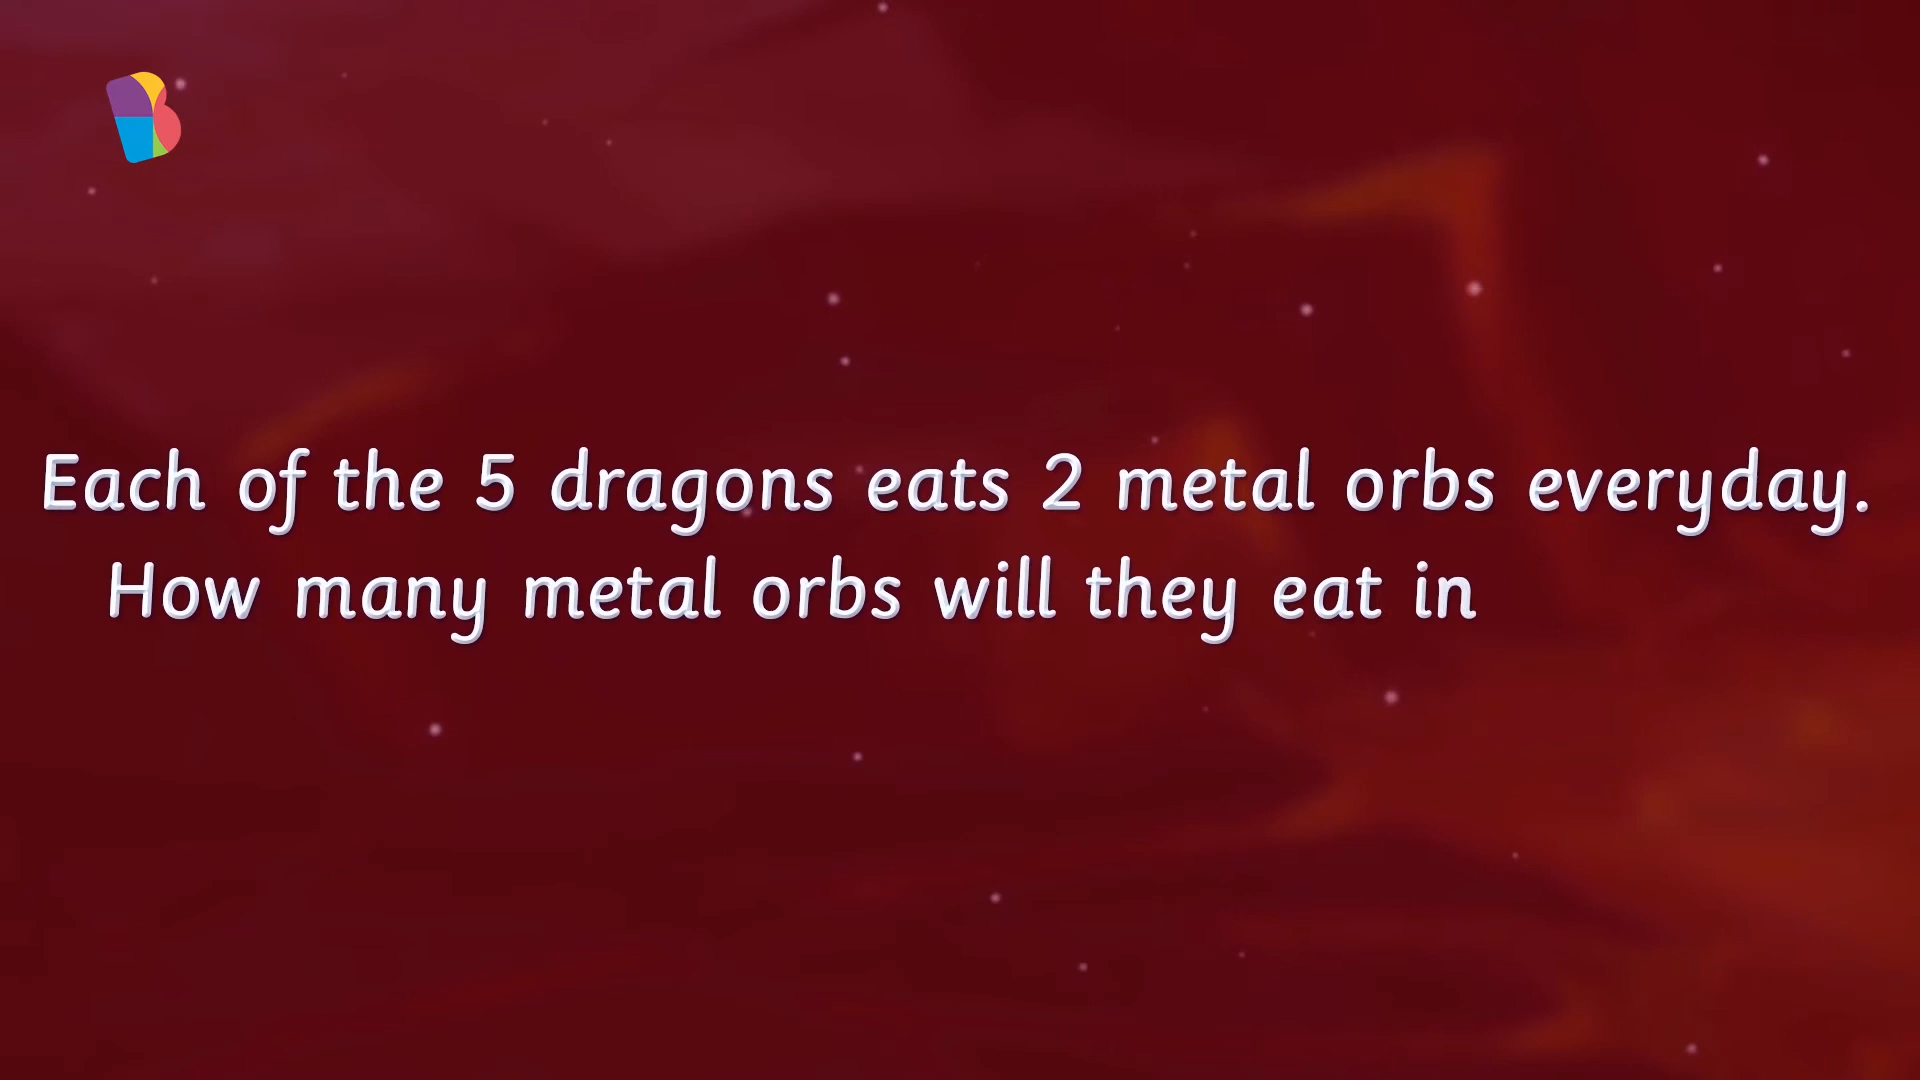 Each of the 5 dragons eats 2 metal orbs everyday.
How many metal orbs will they eat in